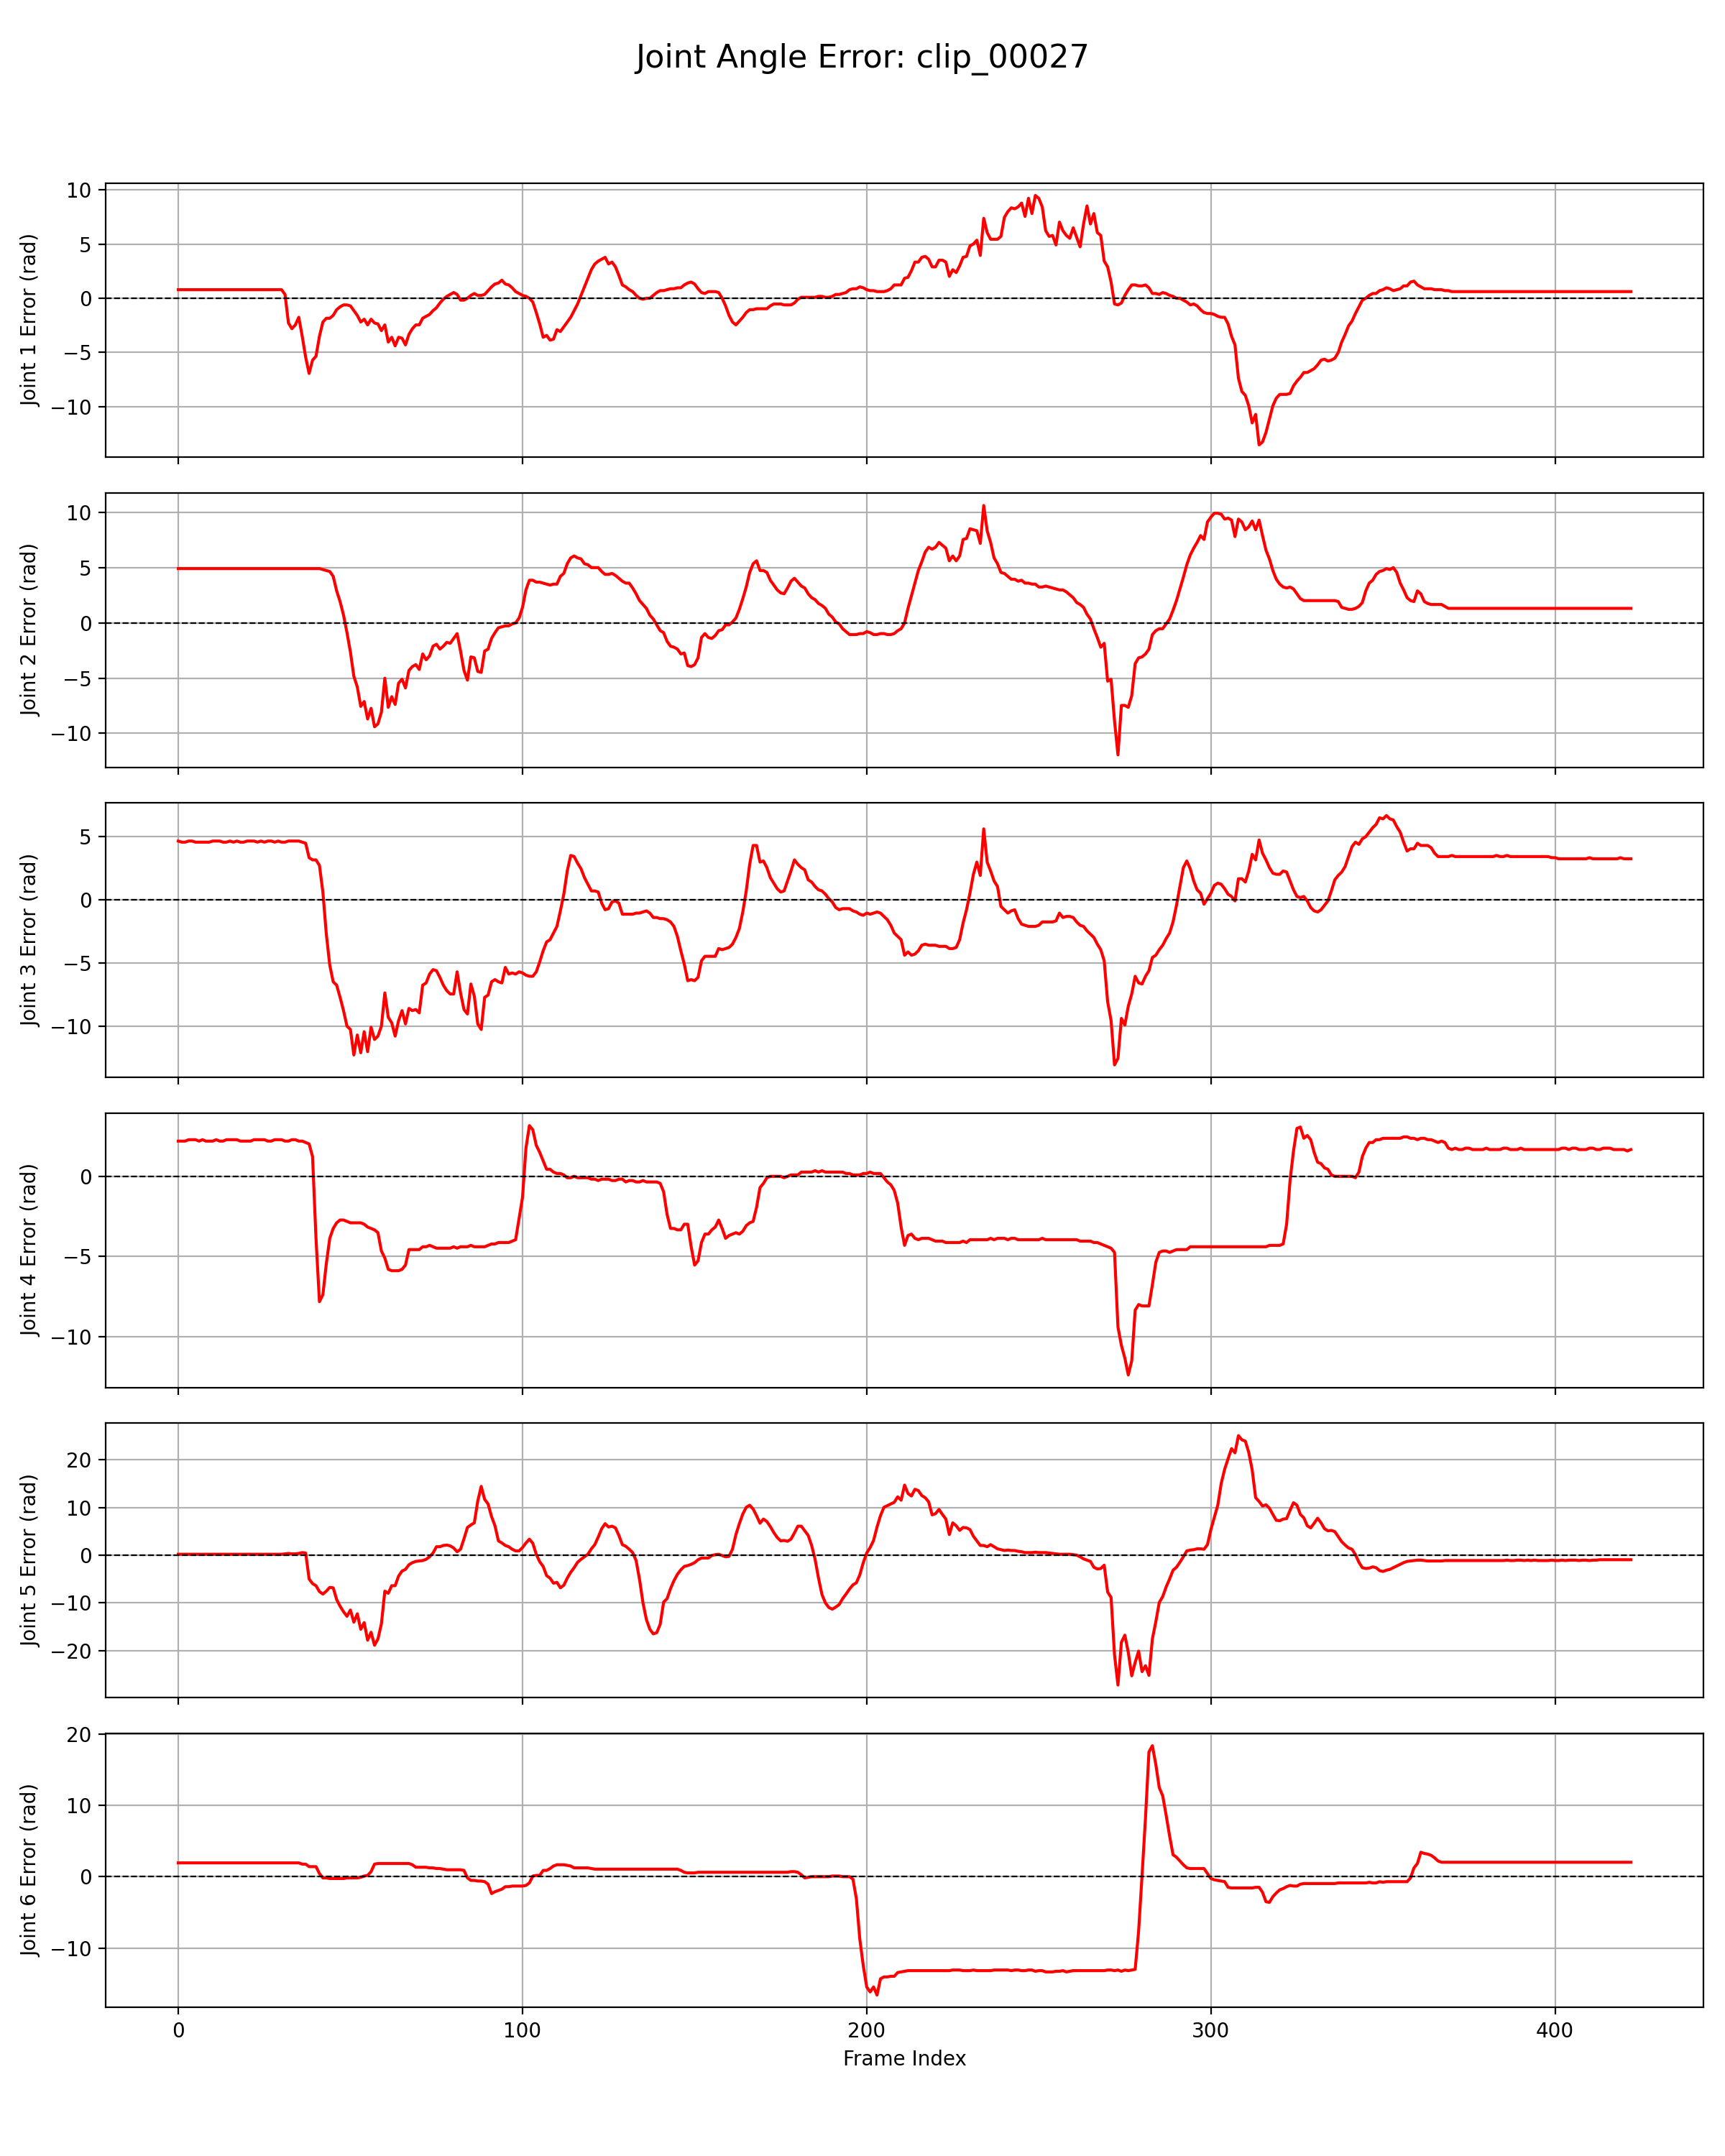 Joint Angle Error: clip_00027
Joint 1 Error (rad)
10
5
0
−5
−10
Joint 2 Error (rad)
10
5
0
−5
−10
Joint 3 Error (rad)
5
0
−5
−10
Joint 4 Error (rad)
0
−5
−10
Joint 5 Error (rad)
20
10
0
−10
−20
Joint 6 Error (rad)
20
10
0
−10
0 100 200 300 400
Frame Index